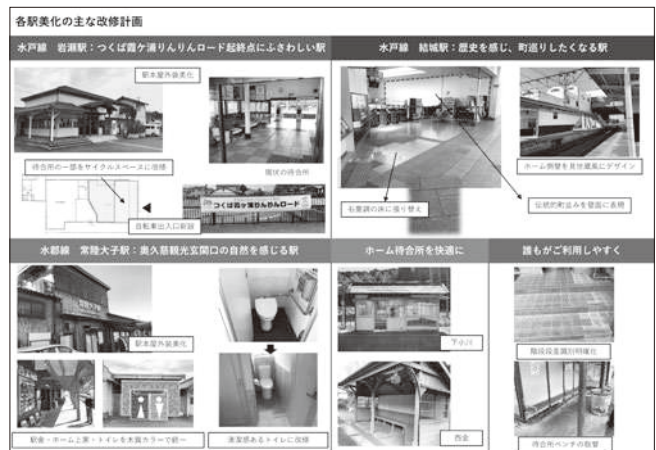 各駅美化の主な改修計画
水戸線　岩瀬駅：つくば霞ケ浦りんりんロード起終点にふさわしい駅
駅本屋外装美化
待合所の一部をサイクルスペースに改修
現状の待合所
自転車出入口新設
つくば霞ヶ浦りんりんロード
水戸線　結城駅：歴史を感じ、町巡りしたくなる駅
ホーム側壁を見世蔵風にデザイン
石畳調の床に張り替え
伝統的町並みを壁面に表現
水郡線　常陸大子駅：奥久慈観光玄関口の自然を感じる駅
駅本屋外装美化
駅舎・ホーム上家・トイレを木質カラーで統一
清潔感あるトイレに改修
ホーム待合所を快適に
下小川
西金
誰もがご利用しやすく
階段段差識別明確化
待合所ベンチの取替